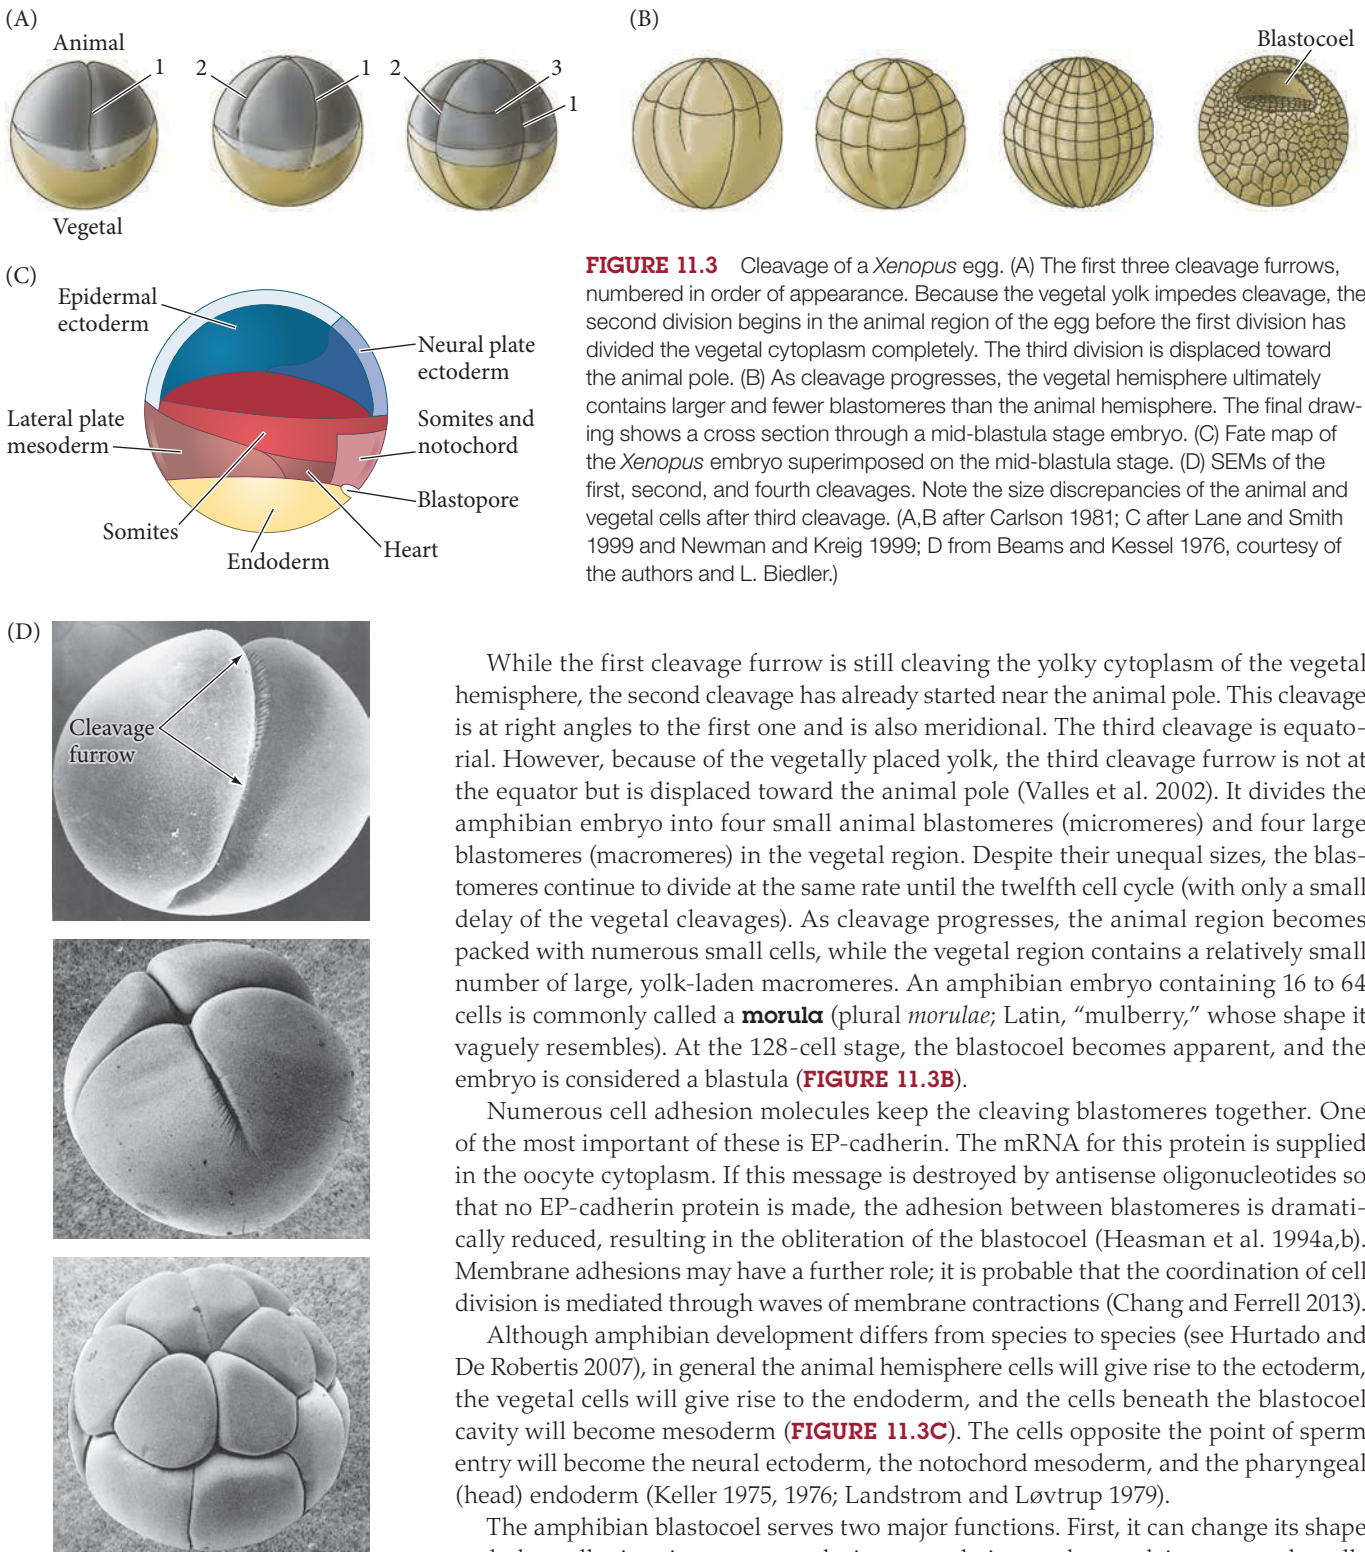 (A)
Animal
1
2
1
2
3
1
Vegetal
(B)
Blastocoel
(C)
Epidermal
ectoderm
Neural plate
ectoderm
Lateral plate
mesoderm
Somites and
notochord
Blastopore
Somites
Heart
Endoderm
FIGURE 11.3 Cleavage of a Xenopus egg. (A) The first three cleavage furrows,
numbered in order of appearance. Because the vegetal yolk impedes cleavage, the
second division begins in the animal region of the egg before the first division has
divided the vegetal cytoplasm completely. The third division is displaced toward
the animal pole. (B) As cleavage progresses, the vegetal hemisphere ultimately
contains larger and fewer blastomeres than the animal hemisphere. The final draw-
ing shows a cross section through a mid-blastula stage embryo. (C) Fate map of
the Xenopus embryo superimposed on the mid-blastula stage. (D) SEMs of the
first, second, and fourth cleavages. Note the size discrepancies of the animal and
vegetal cells after third cleavage. (A,B after Carlson 1981; C after Lane and Smith
1999 and Newman and Kreig 1999; D from Beams and Kessel 1976, courtesy of
the authors and L. Biedler.)
(D)
Cleavage
furrow
While the first cleavage furrow is still cleaving the yolky cytoplasm of the vegetal
hemisphere, the second cleavage has already started near the animal pole. This cleavage
is at right angles to the first one and is also meridional. The third cleavage is equato-
rial. However, because of the vegetally placed yolk, the third cleavage furrow is not at
the equator but is displaced toward the animal pole (Valles et al. 2002). It divides the
amphibian embryo into four small animal blastomeres (micromeres) and four large
blastomeres (macromeres) in the vegetal region. Despite their unequal sizes, the blas-
tomeres continue to divide at the same rate until the twelfth cell cycle (with only a small
delay of the vegetal cleavages). As cleavage progresses, the animal region becomes
packed with numerous small cells, while the vegetal region contains a relatively small
number of large, yolk-laden macromeres. An amphibian embryo containing 16 to 64
cells is commonly called a morula (plural morulae; Latin, “mulberry,” whose shape it
vaguely resembles). At the 128-cell stage, the blastocoel becomes apparent, and the
embryo is considered a blastula (FIGURE 11.3B).
Numerous cell adhesion molecules keep the cleaving blastomeres together. One
of the most important of these is EP-cadherin. The mRNA for this protein is supplied
in the oocyte cytoplasm. If this message is destroyed by antisense oligonucleotides so
that no EP-cadherin protein is made, the adhesion between blastomeres is dramati-
cally reduced, resulting in the obliteration of the blastocoel (Heasman et al. 1994a,b).
Membrane adhesions may have a further role; it is probable that the coordination of cell
division is mediated through waves of membrane contractions (Chang and Ferrell 2013).
Although amphibian development differs from species to species (see Hurtado and
De Robertis 2007), in general the animal hemisphere cells will give rise to the ectoderm,
the vegetal cells will give rise to the endoderm, and the cells beneath the blastocoel
cavity will become mesoderm (FIGURE 11.3C). The cells opposite the point of sperm
entry will become the neural ectoderm, the notochord mesoderm, and the pharyngeal
(head) endoderm (Keller 1975, 1976; Landstrom and Løvtrup 1979).
The amphibian blastocoel serves two major functions. First, it can change its shape